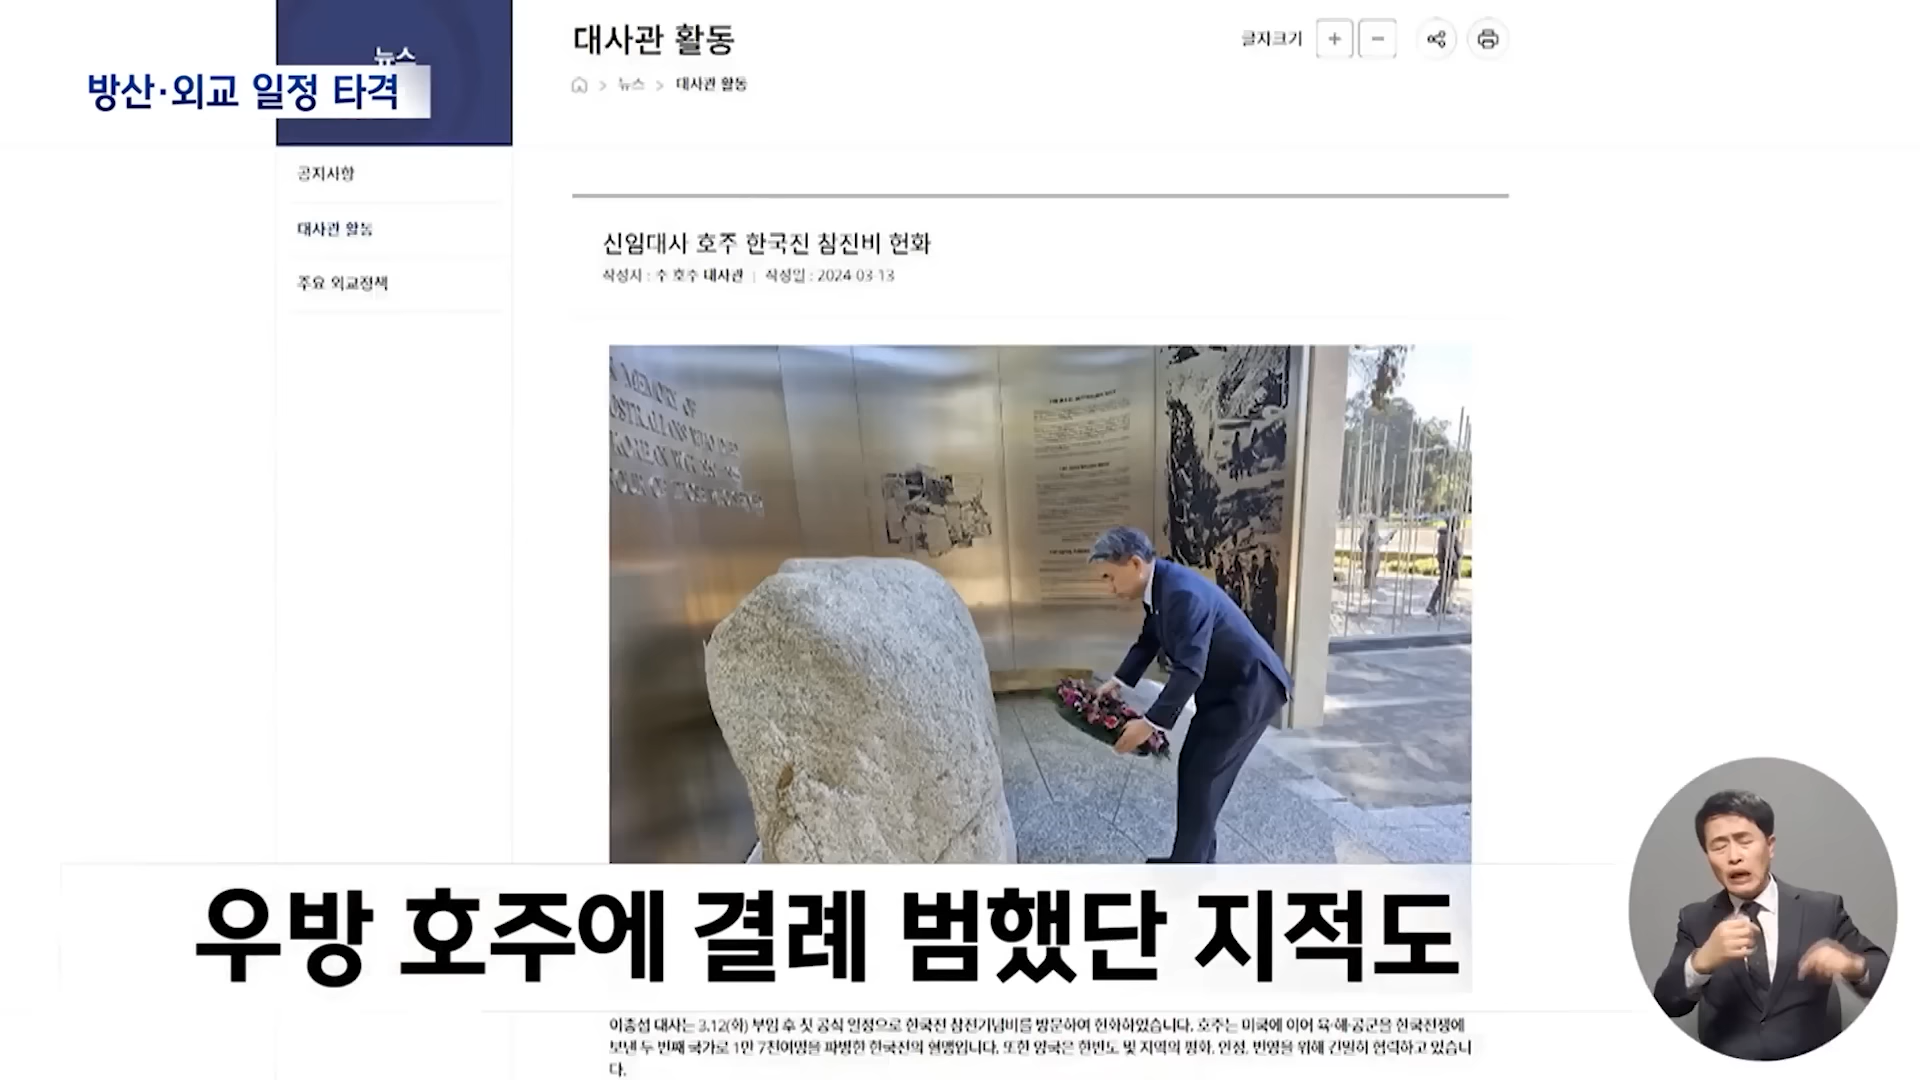 뉴스
방산·외교 일정 타격
대사관 활동
글자크기 + -
뉴스 > 대사관 활동
공지사항
대사관 활동
주요 외교정책
신임대사 호주 한국전 참전비 헌화
작성자 : 주 호주 대사관 | 작성일 : 2024-03-13
우방 호주에 결례 범했단 지적도
이종섭 대사는 3.12(화) 부임 후 첫 공식 일정으로 한국전 참전기념비를 방문하여 헌화하였습니다. 호주는 미국에 이어 육·해·공군을 한국전쟁에
보낸 두 번째 국가로 1만 7천여명을 파병한 한국전의 혈맹입니다. 또한 양국은 한반도 및 지역의 평화, 안정, 번영을 위해 긴밀히 협력하고 있습니
다.